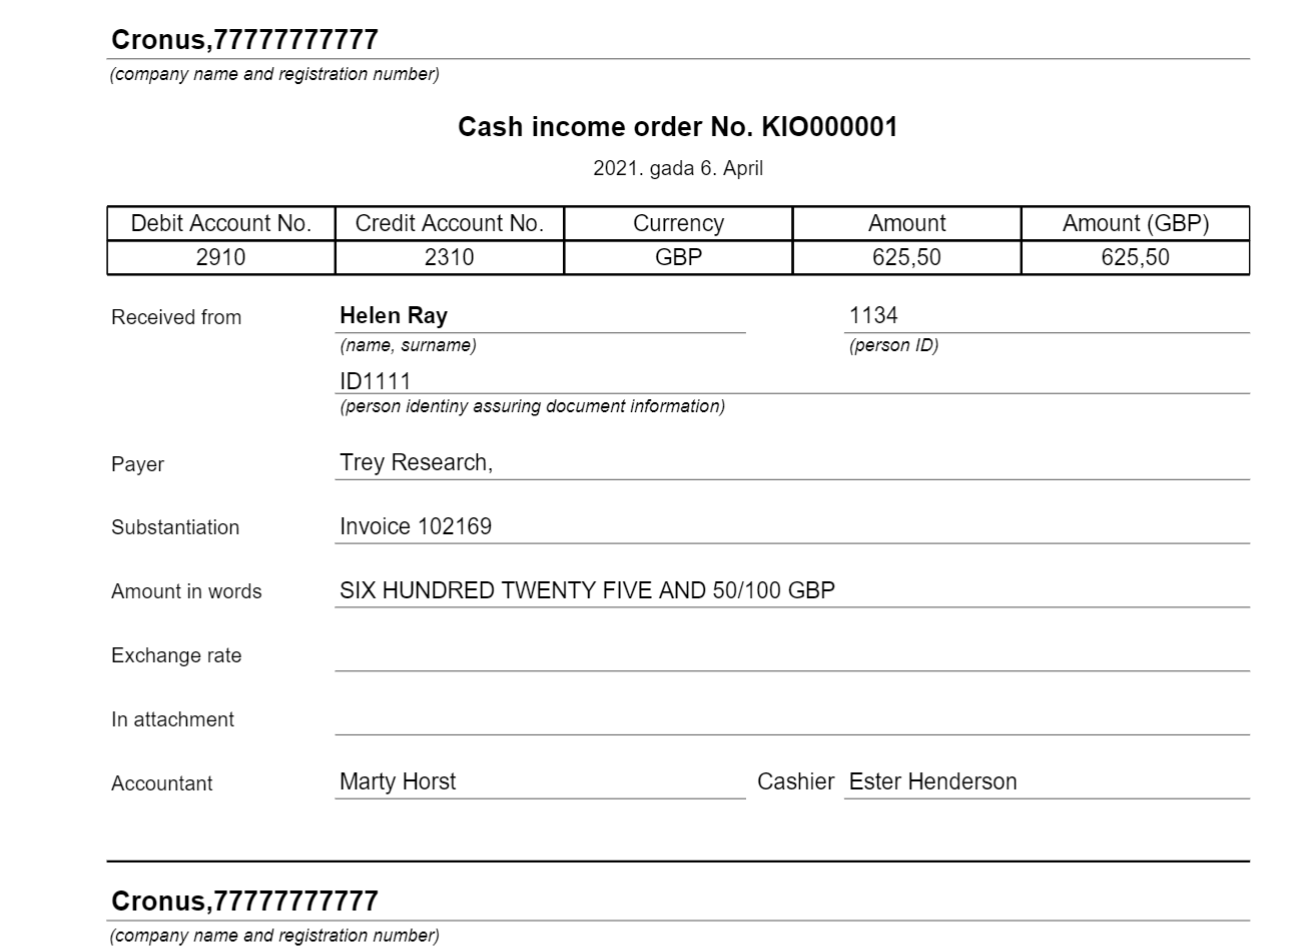 Cronus,77777777777
(company name and registration number)
Cash income order No. KIO000001
2021. gada 6. April
Debit Account No. Credit Account No. Currency Amount Amount (GBP)
2910 2310 GBP 625,50 625,50
Received from Helen Ray 1134
(name, surname) (person ID)
ID1111
(person identiny assuring document information)
Payer Trey Research,
Substantiation Invoice 102169
Amount in words SIX HUNDRED TWENTY FIVE AND 50/100 GBP
Exchange rate
In attachment
Accountant Marty Horst Cashier Ester Henderson
Cronus,77777777777
(company name and registration number)